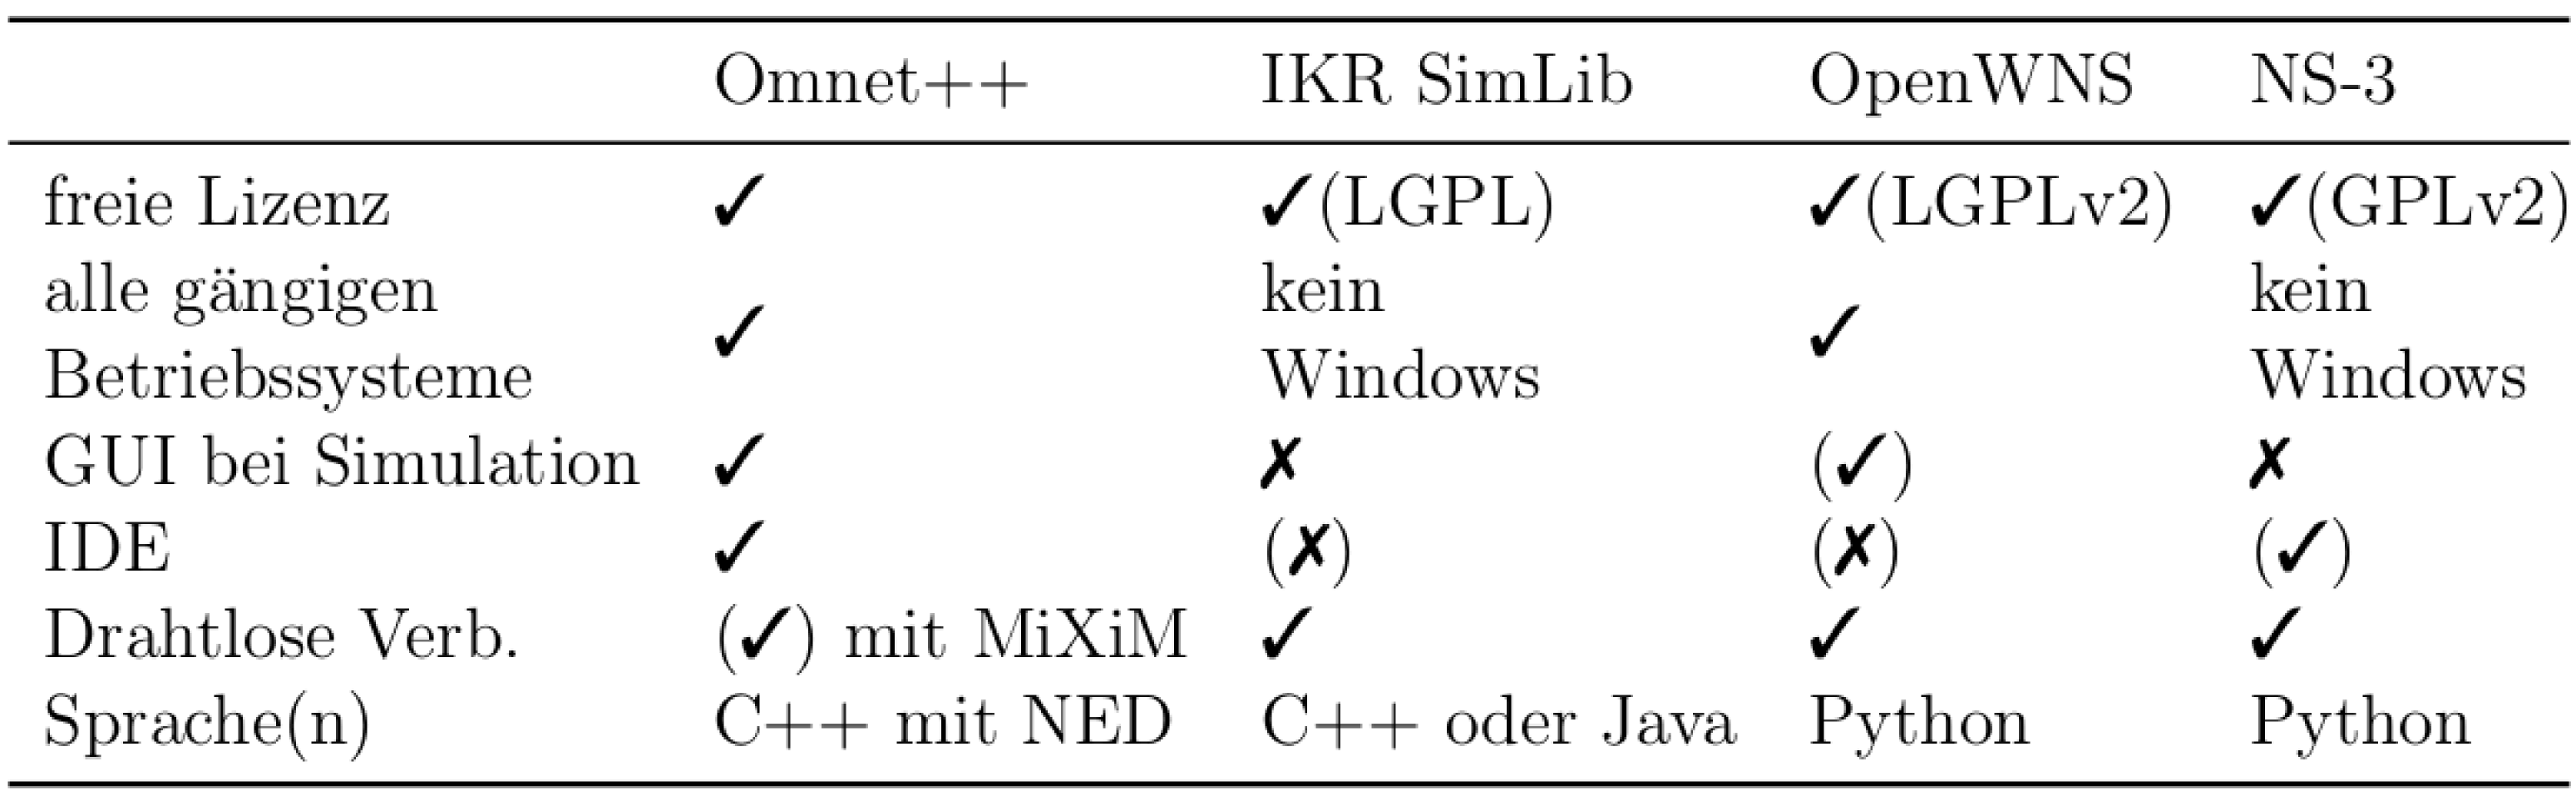 Omnet++ IKR SimLib OpenWNS NS-3
freie Lizenz ✓ ✓(LGPL) ✓(LGPLv2) ✓(GPLv2)
alle gängigen kein kein
✓ ✓
Betriebssysteme Windows Windows
GUI bei Simulation ✓ ✗ (✓) ✗
IDE ✓ (✗) (✗) (✓)
Drahtlose Verb. (✓) mit MiXiM ✓ ✓ ✓
Sprache(n) C++ mit NED C++ oder Java Python Python